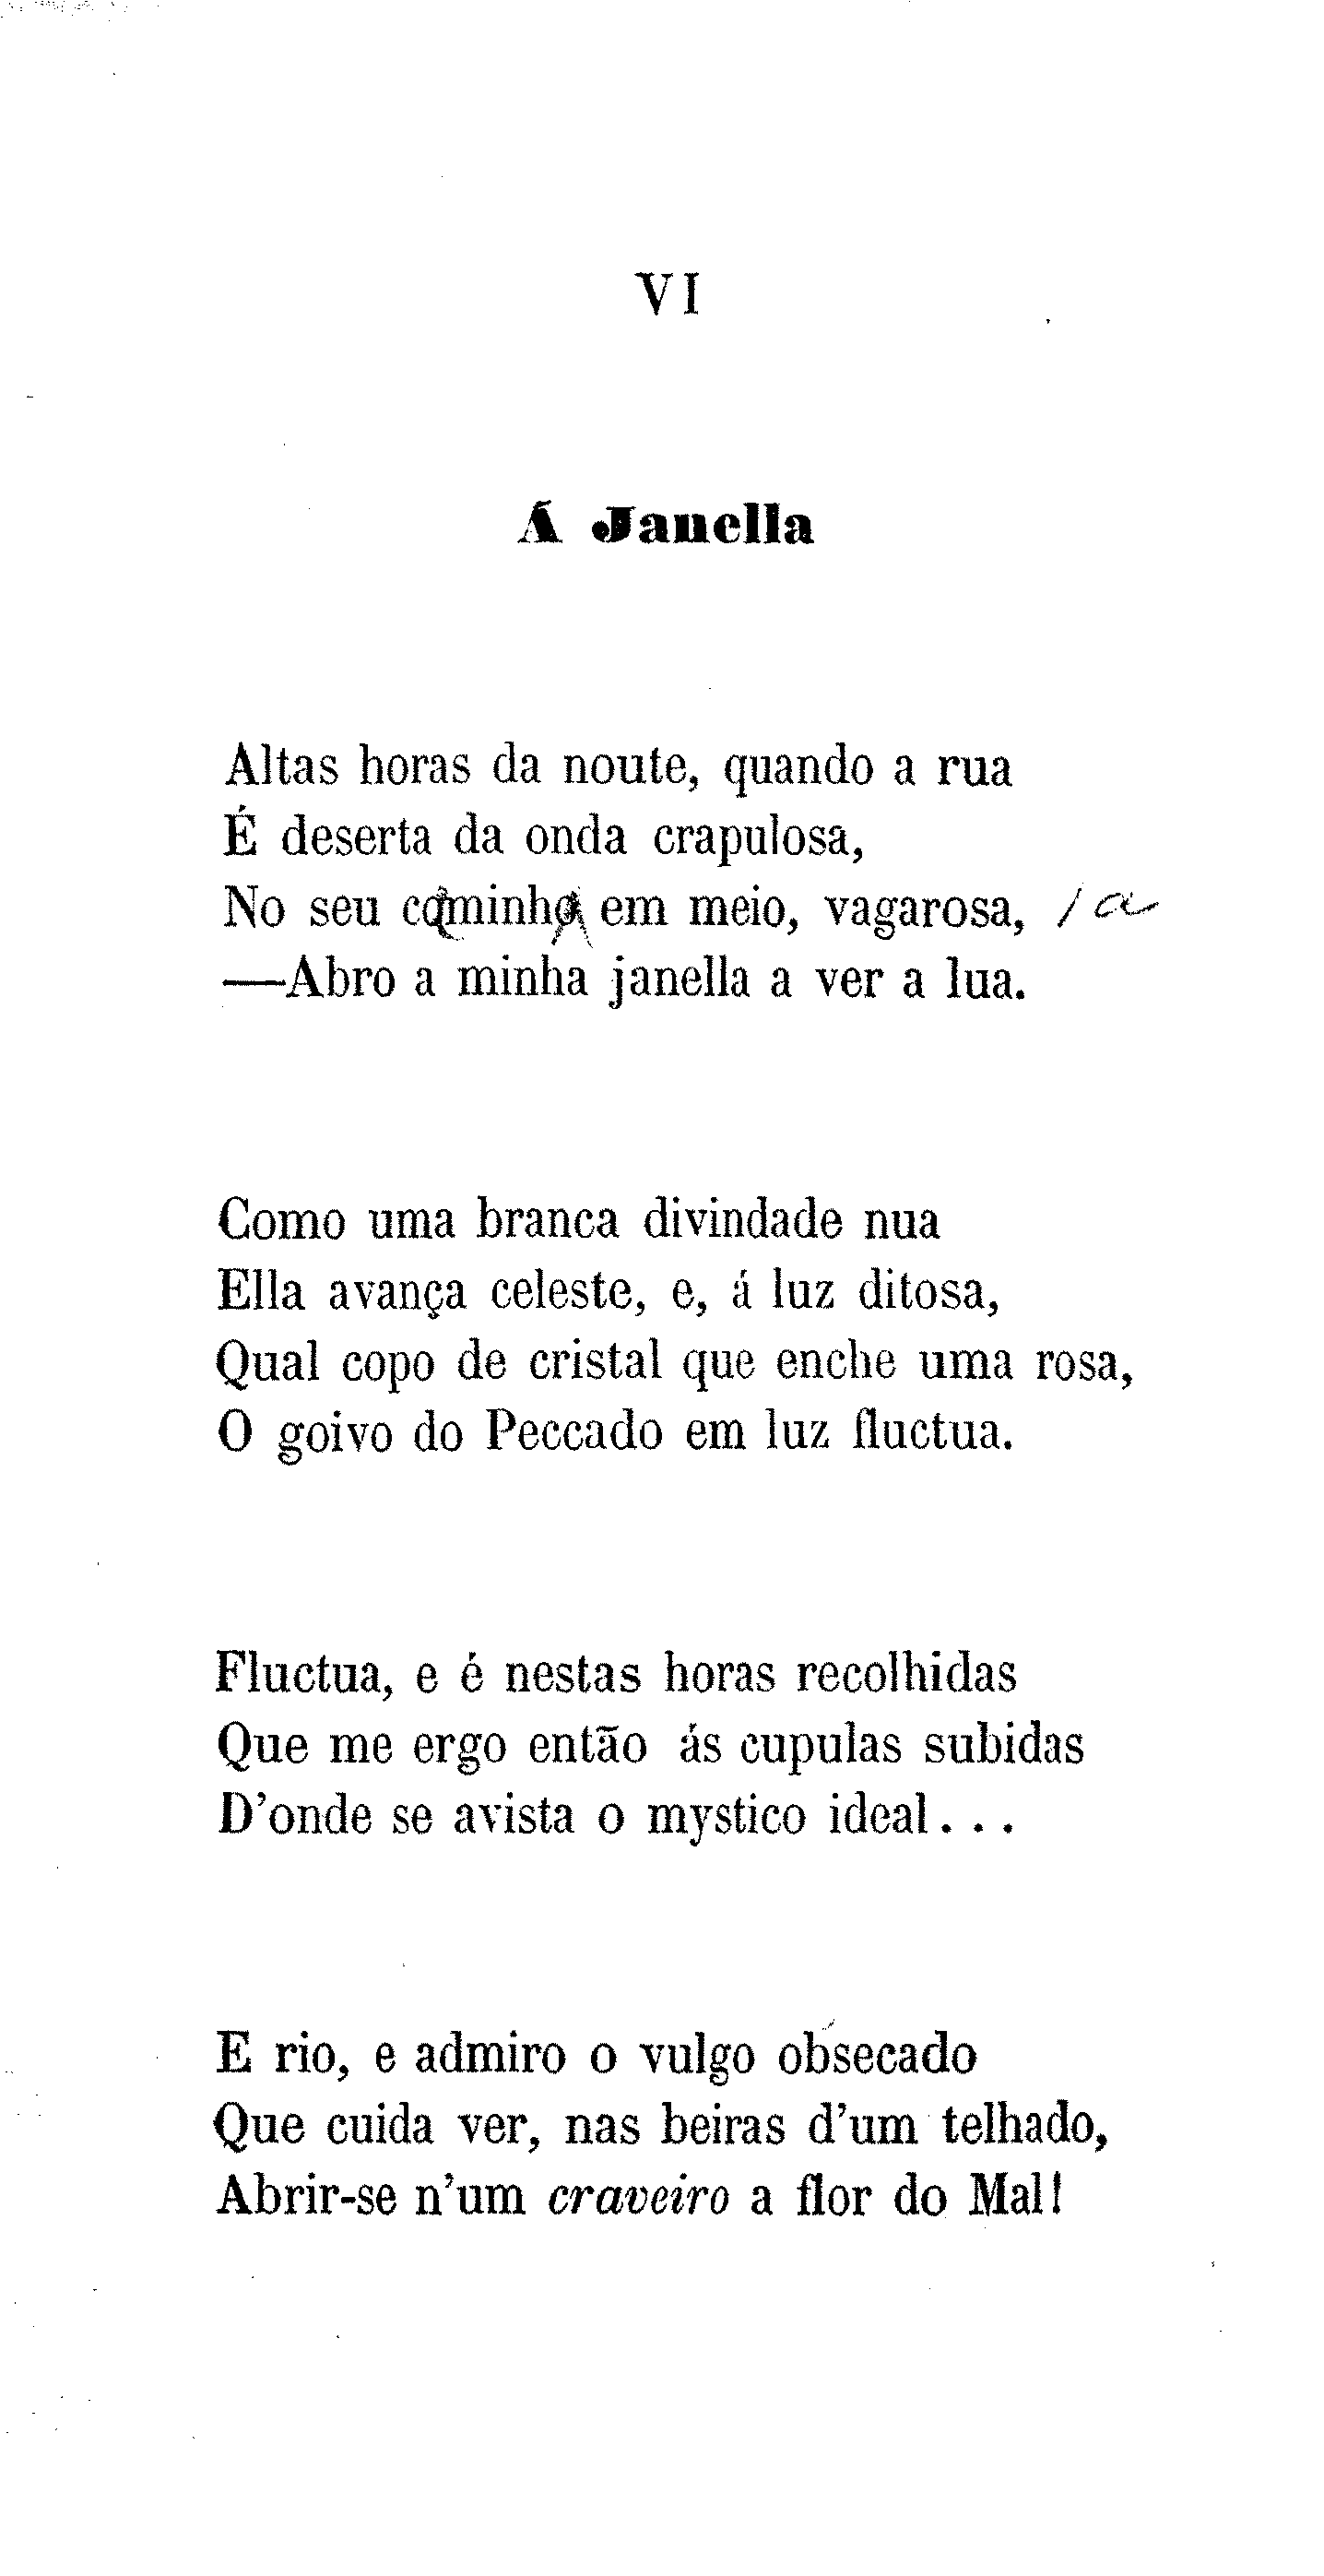 VI
Á Janella
Altas horas da noute, quando a rua
É deserta da onda crapulosa,
No seu caminho em meio, vagarosa, / a
—Abro a minha janella a ver a lua.
Como uma branca divindade nua
Ella avança celeste, e, á luz ditosa,
Qual copo de cristal que enche uma rosa,
O goivo do Peccado em luz fluctua.
Fluctua, e é nestas horas recolhidas
Que me ergo então ás cupulas subidas
D'onde se avista o mystico ideal...
E rio, e admiro o vulgo obsecado
Que cuida ver, nas beiras d'um telhado,
Abrir-se n'um craveiro a flor do Mal!